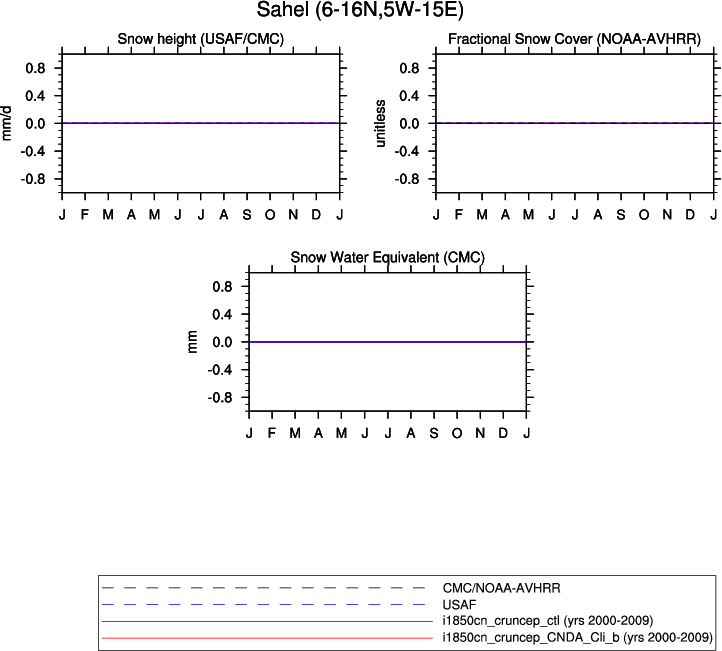 Sahel (6-16N,5W-15E)
Snow height (USAF/CMC)
mm/d
0.8
0.4
0.0
-0.4
-0.8
J F M A M J J A S O N D J
Fractional Snow Cover (NOAA-AVHRR)
unitless
0.8
0.4
0.0
-0.4
-0.8
J F M A M J J A S O N D J
Snow Water Equivalent (CMC)
mm
0.8
0.4
0.0
-0.4
-0.8
J F M A M J J A S O N D J
CMC/NOAA-AVHRR
USAF
i1850cn_cruncep_ctl (yrs 2000-2009)
i1850cn_cruncep_CNDA_Cli_b (yrs 2000-2009)